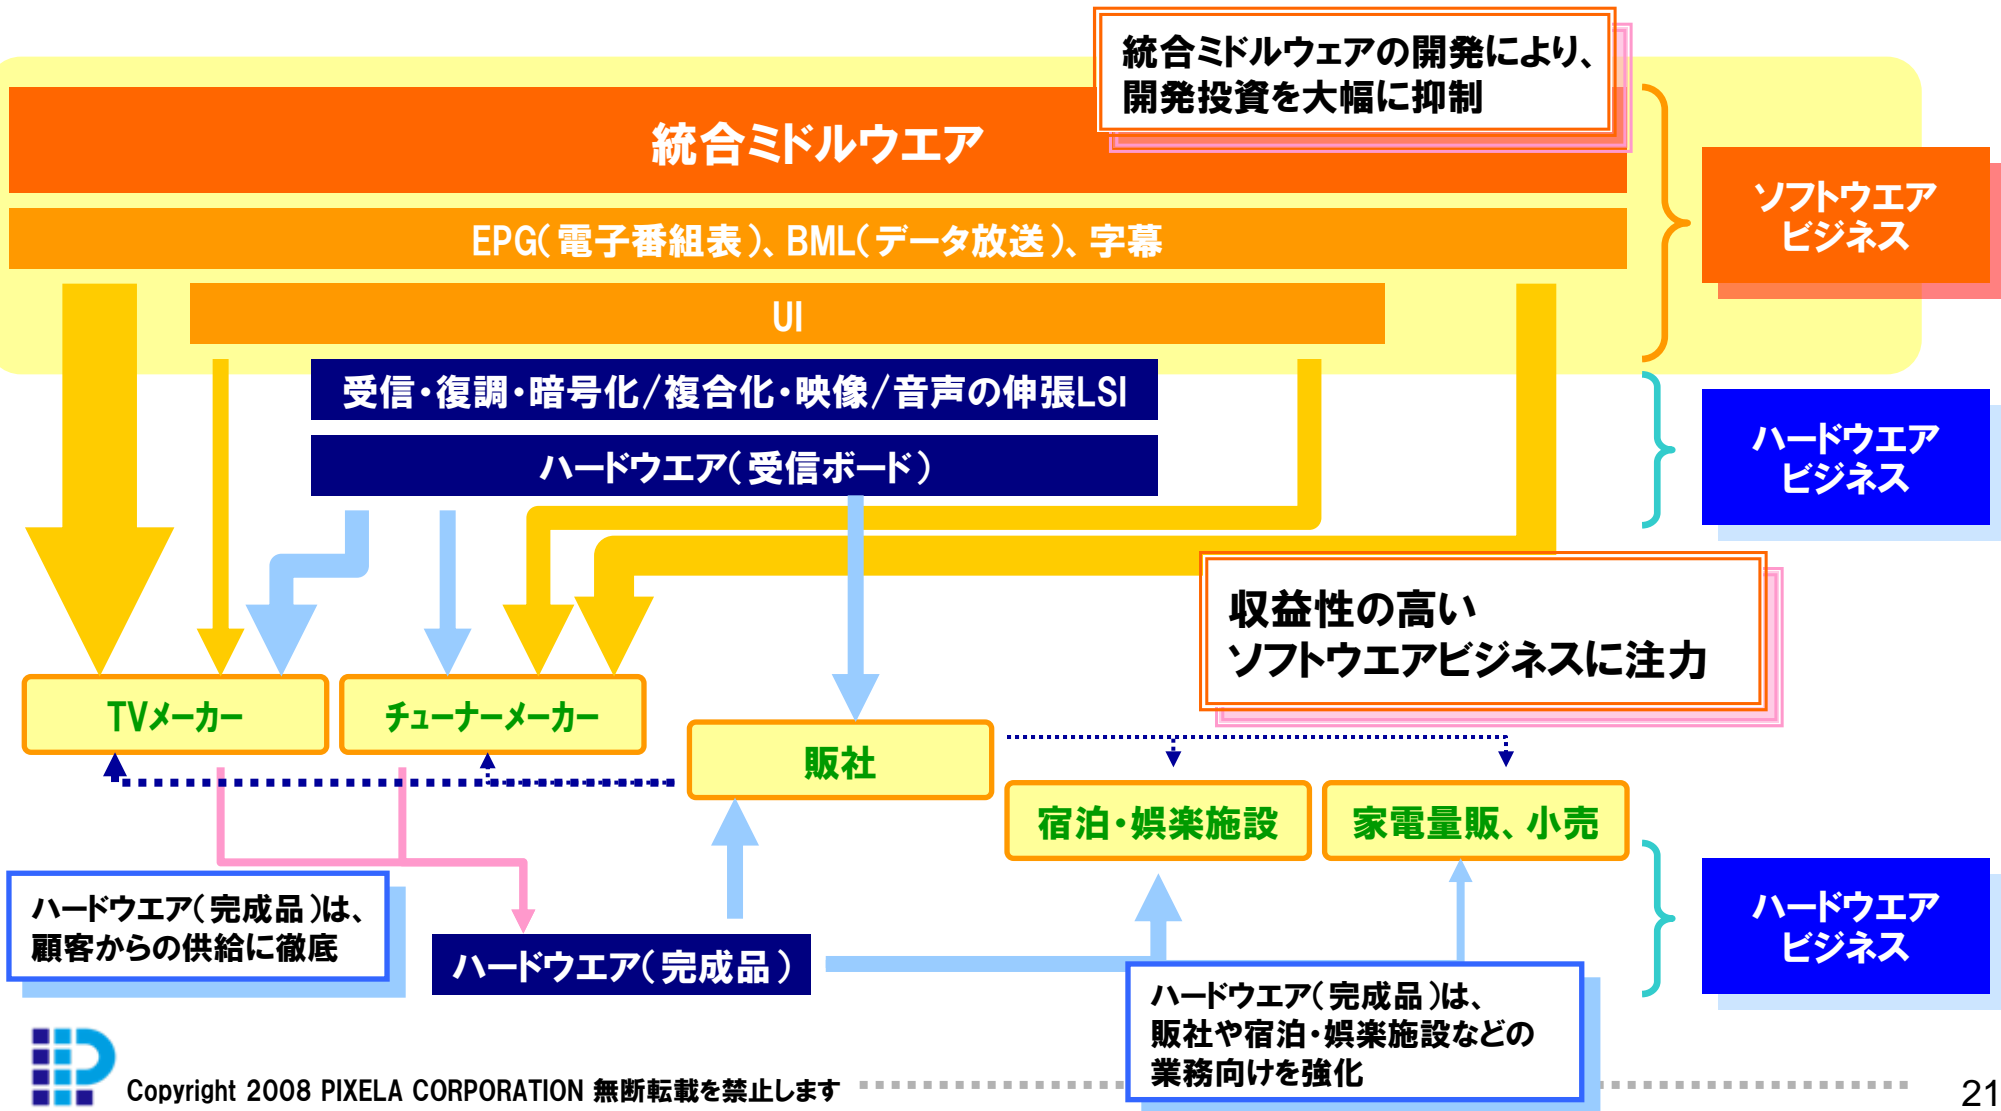 統合ミドルウェアの開発により、
開発投資を大幅に抑制
統合ミドルウエア
ソフトウエア
ビジネス
EPG(電子番組表)、BML(データ放送)、字幕
UI
受信・復調・暗号化/複合化・映像/音声の伸張LSI
ハードウエア(受信ボード)
ハードウエア
ビジネス
収益性の高い
ソフトウエアビジネスに注力
TVメーカー
チューナーメーカー
販社
宿泊・娯楽施設
家電量販、小売
ハードウエア(完成品)は、
顧客からの供給に徹底
ハードウエア(完成品)
ハードウエア
ビジネス
ハードウエア(完成品)は、
販社や宿泊・娯楽施設などの
業務向けを強化
Copyright 2008 PIXELA CORPORATION 無断転載を禁止します
21